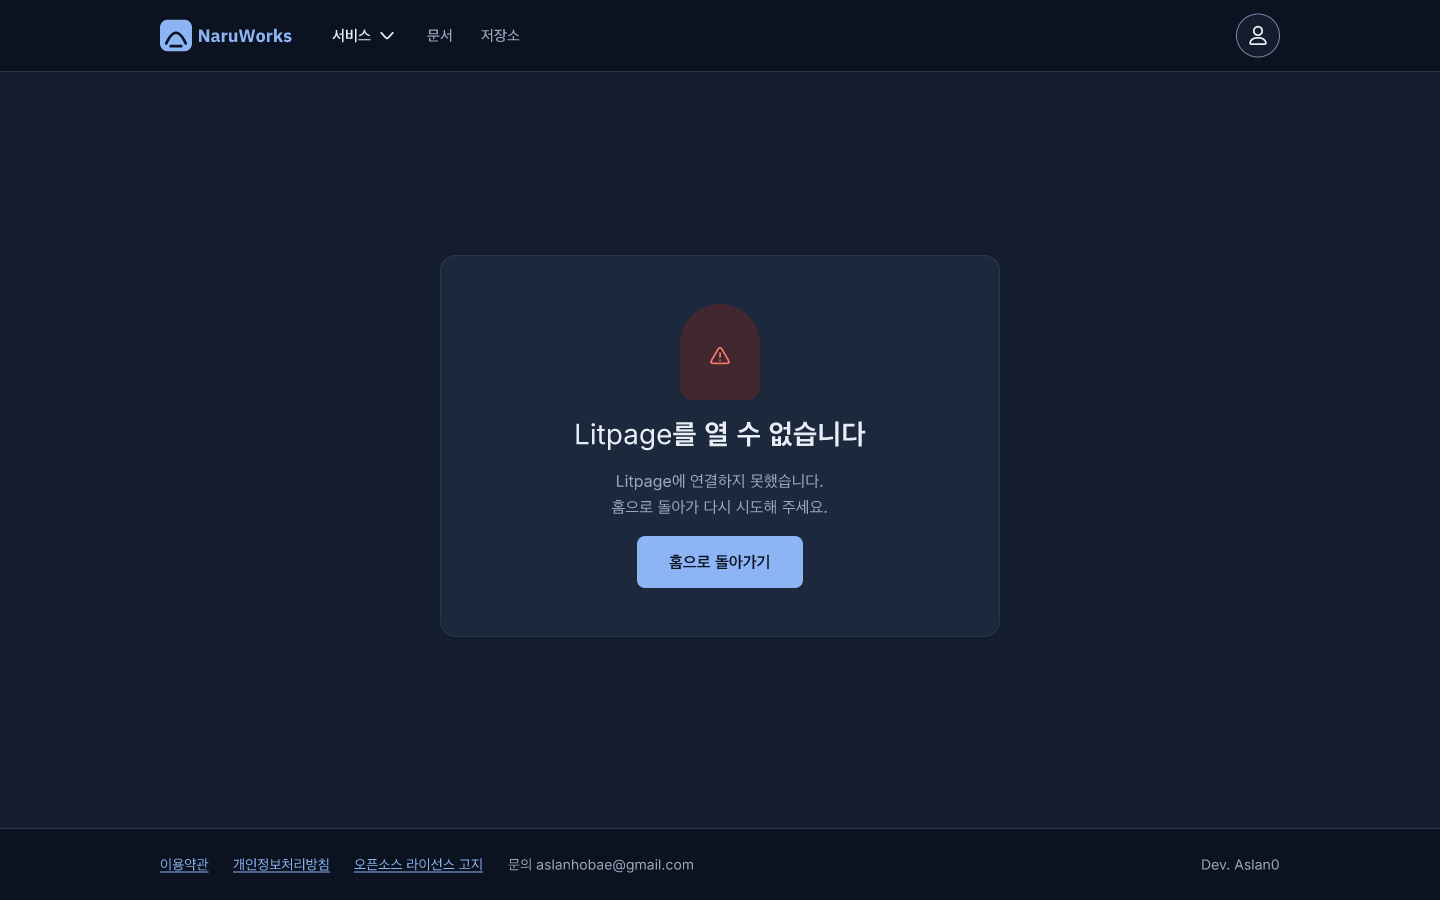 NaruWorks 서비스 문서 저장소
Litpage를 열 수 없습니다
Litpage에 연결하지 못했습니다.
홈으로 돌아가 다시 시도해 주세요.
홈으로 돌아가기
이용약관 개인정보처리방침 오픈소스 라이선스 고지 문의 aslanhobae@gmail.com Dev. Aslan0